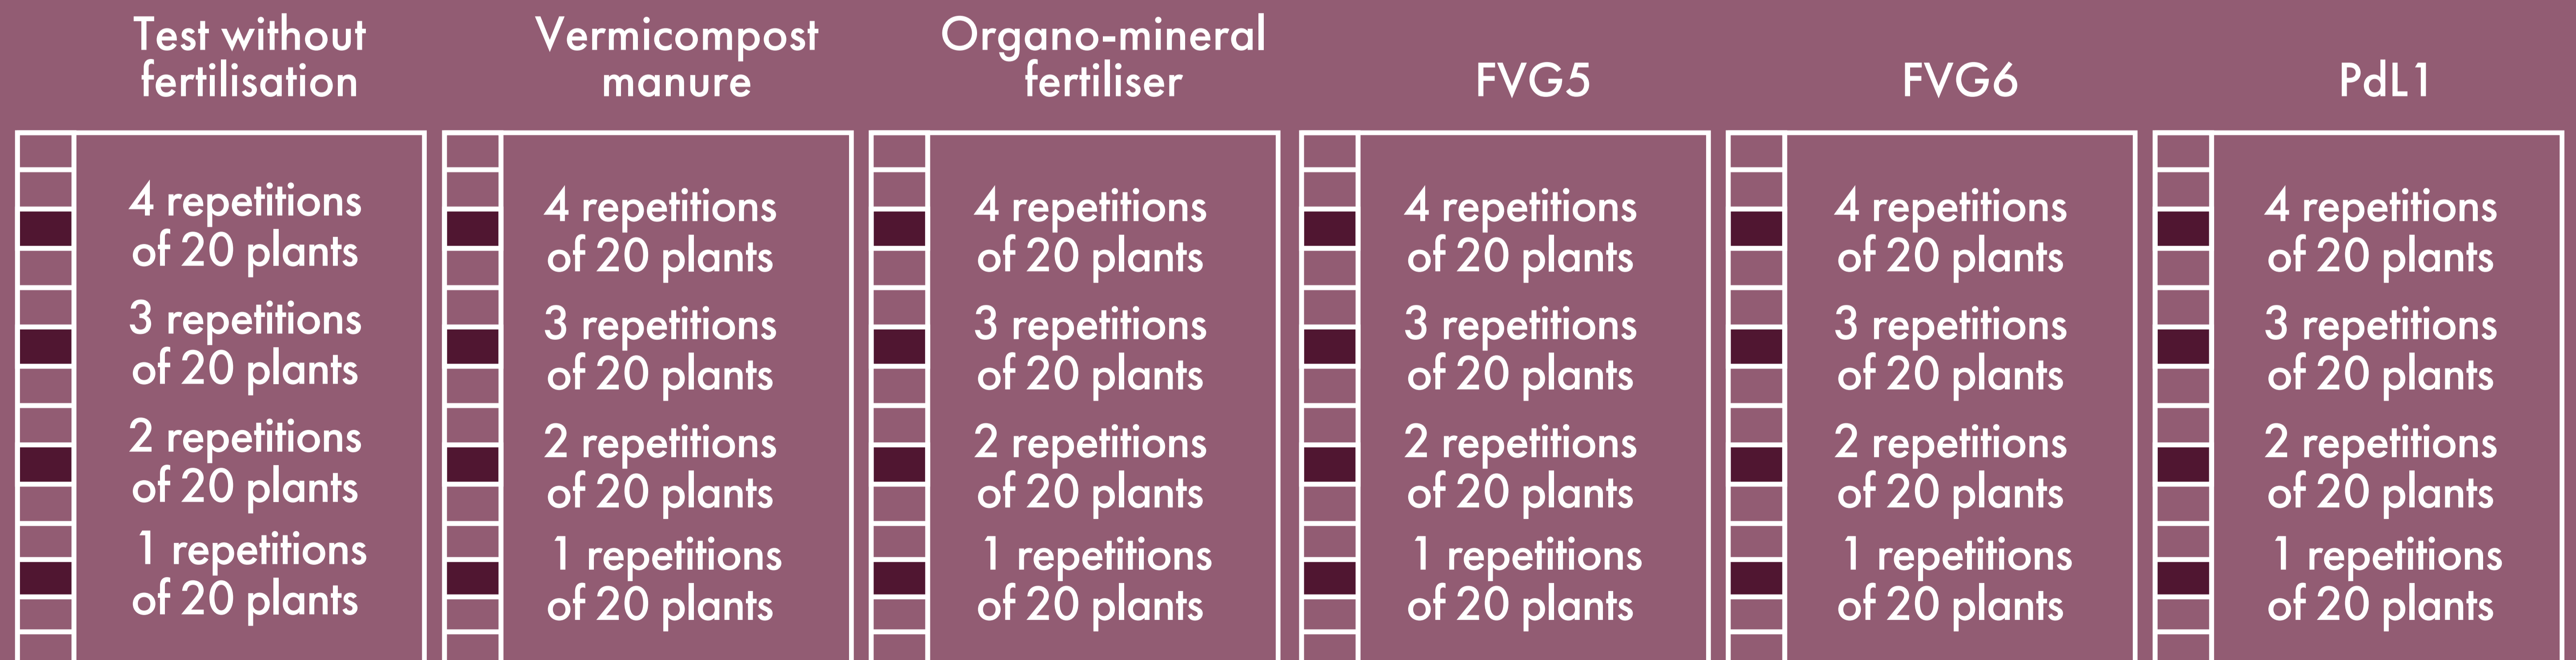 Test without
fertilisation
Vermicompost
manure
Organo-mineral
fertiliser
FVG5
FVG6
PdL1
4 repetitions
of 20 plants
3 repetitions
of 20 plants
2 repetitions
of 20 plants
1 repetitions
of 20 plants
4 repetitions
of 20 plants
3 repetitions
of 20 plants
2 repetitions
of 20 plants
1 repetitions
of 20 plants
4 repetitions
of 20 plants
3 repetitions
of 20 plants
2 repetitions
of 20 plants
1 repetitions
of 20 plants
4 repetitions
of 20 plants
3 repetitions
of 20 plants
2 repetitions
of 20 plants
1 repetitions
of 20 plants
4 repetitions
of 20 plants
3 repetitions
of 20 plants
2 repetitions
of 20 plants
1 repetitions
of 20 plants
4 repetitions
of 20 plants
3 repetitions
of 20 plants
2 repetitions
of 20 plants
1 repetitions
of 20 plants